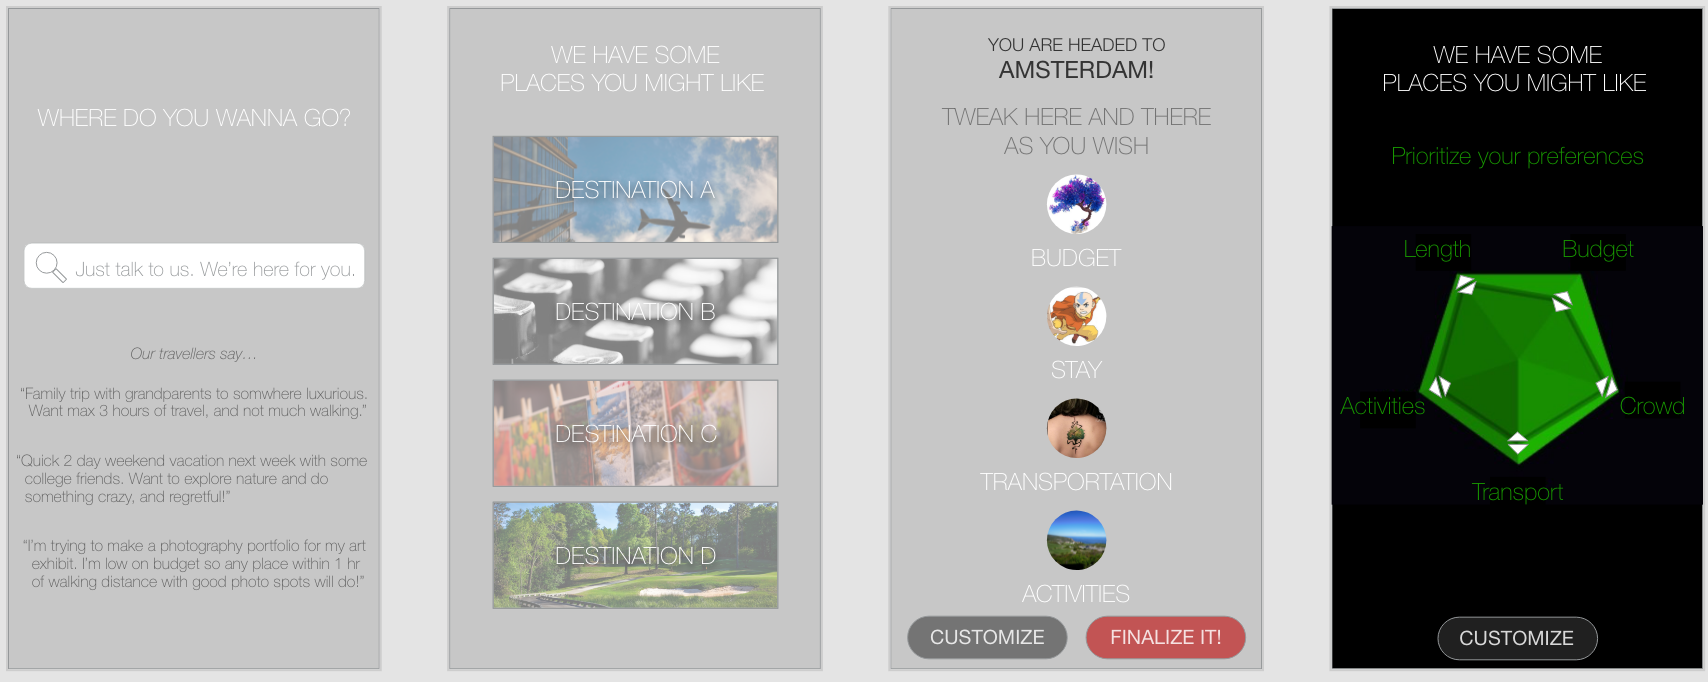 WHERE DO YOU WANNA GO?
Just talk to us. We're here for you.
Our travellers say…
“Family trip with grandparents to somwhere luxurious.
Want max 3 hours of travel, and not much walking.”
“Quick 2 day weekend vacation next week with some
college friends. Want to explore nature and do
something crazy, and regretful!”
“I'm trying to make a photography portfolio for my art
exhibit. I'm low on budget so any place within 1 hr
of walking distance with good photo spots will do!”
WE HAVE SOME
PLACES YOU MIGHT LIKE
DESTINATION A
DESTINATION B
DESTINATION C
DESTINATION D
YOU ARE HEADED TO
AMSTERDAM!
TWEAK HERE AND THERE
AS YOU WISH
BUDGET
STAY
TRANSPORTATION
ACTIVITIES
CUSTOMIZE
FINALIZE IT!
WE HAVE SOME
PLACES YOU MIGHT LIKE
Prioritize your preferences
Length
Budget
Activities
Crowd
Transport
CUSTOMIZE